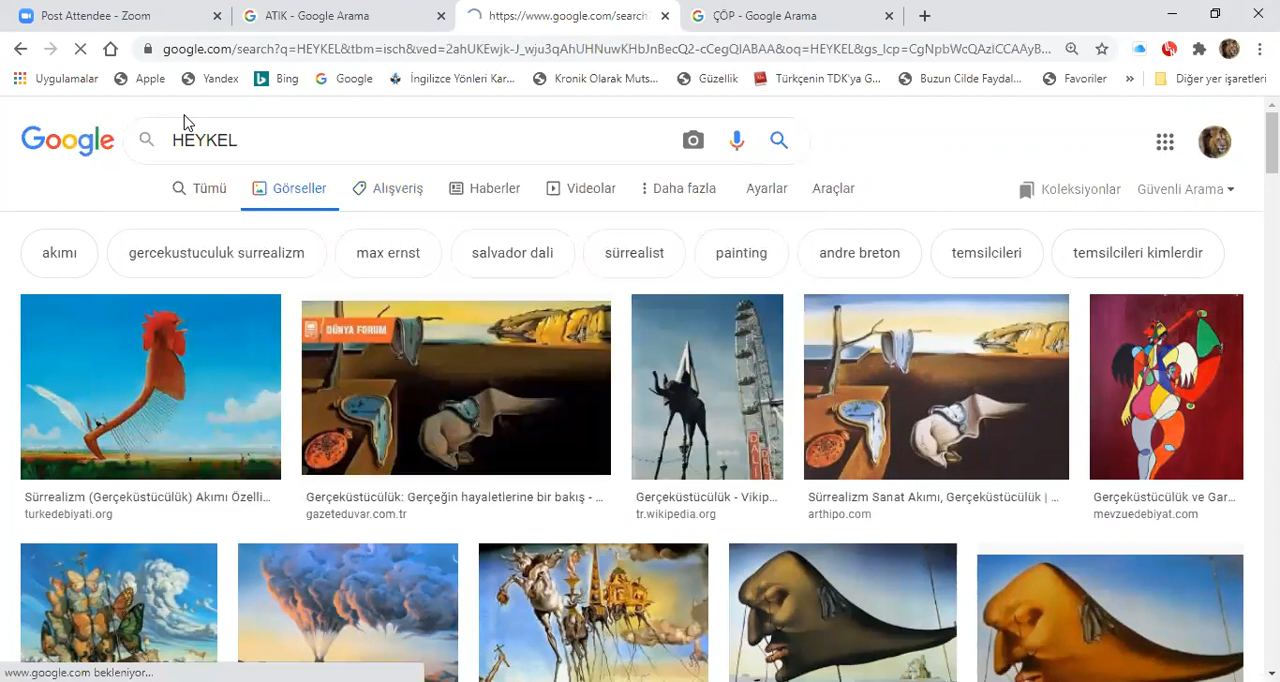 Post Attendee - Zoom
ATIK - Google Arama
https://www.google.com/search?
ÇÖP - Google Arama
google.com/search?q=HEYKEL&tbm=isch&ved=2ahUKEwjk-J_wju3qAhUHNuwKHbJnBecQ2-cCegQIABAA&oq=HEYKEL&gs_lcp=CgNpbWcQAzICCAAyB...
Uygulamalar
Apple
Yandex
Bing
Google
İngilizce Yönleri Kar...
Kronik Olarak Muts...
Güzellik
Türkçenin TDK'ya G...
Buzun Cilde Faydal...
Favoriler
»
Diğer yer işaretleri
Google
HEYKEL
Tümü
Görseller
Alışveriş
Haberler
Videolar
Daha fazla
Ayarlar
Araçlar
Koleksiyonlar
Güvenli Arama
akımı
gercekustuculuk surrealizm
max ernst
salvador dali
sürrealist
painting
andre breton
temsilcileri
temsilcileri kimlerdir
DÜNYA FORUM
Sürrealizm (Gerçeküstücülük) Akımı Özelli...
turkedebiyati.org
Gerçeküstücülük: Gerçeğin hayaletlerine bir bakış - ...
gazeteduvar.com.tr
Gerçeküstücülük - Vikip...
tr.wikipedia.org
Sürrealizm Sanat Akımı, Gerçeküstücülük | ...
arthipo.com
Gerçeküstücülük ve Gar...
mevzuedebiyat.com
www.google.com bekleniyor...